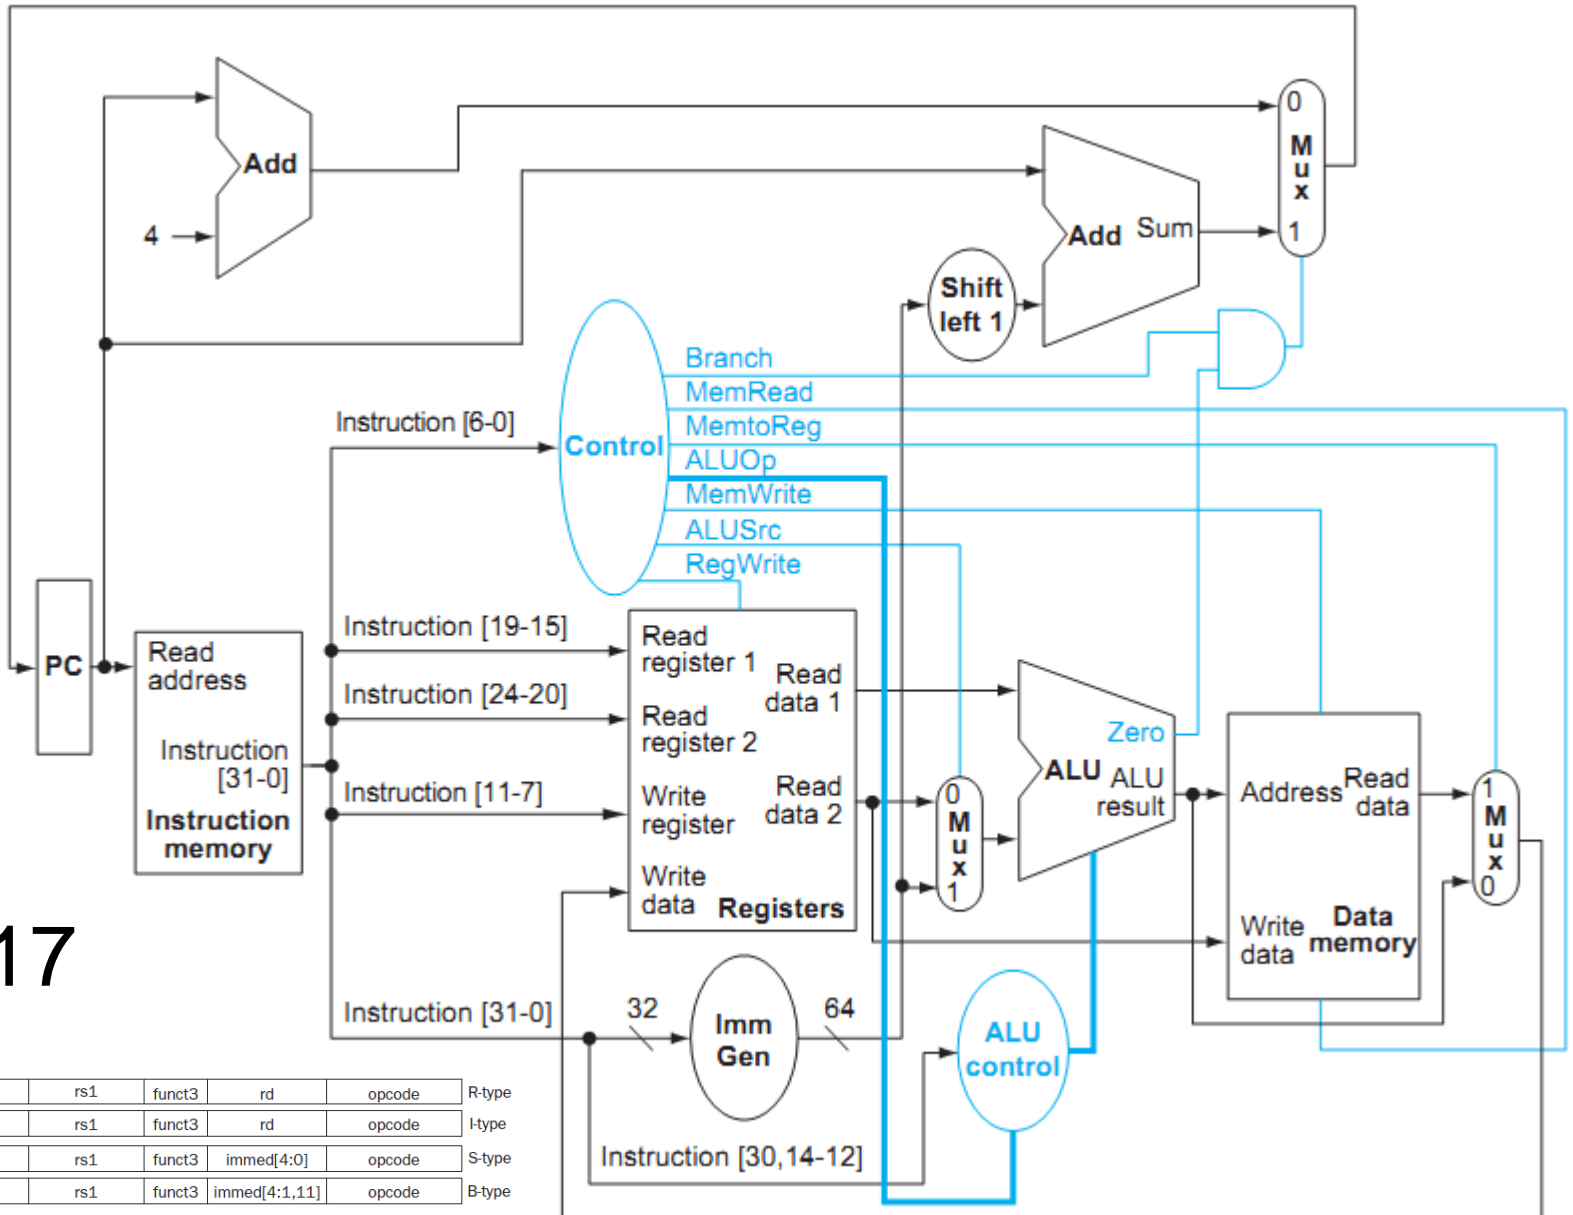 Add
4
0
M
u
x
1
Add Sum
Shift
left 1
Branch
MemRead
MemtoReg
ALUOp
MemWrite
ALUSrc
RegWrite
Control
Instruction [6-0]
PC
Read
address
Instruction
[31-0]
Instruction
memory
Instruction [19-15]
Instruction [24-20]
Instruction [11-7]
Read
register 1
Read
data 1
Read
register 2
Write
register
Read
data 2
Write
data
Registers
0
M
u
x
1
Zero
ALU
ALU
result
Address
Read
data
Write
data
Data
memory
1
M
u
x
0
17
Instruction [31-0]
32
Imm
Gen
64
ALU
control
Instruction [30,14-12]
rs1 funct3 rd opcode R-type
rs1 funct3 rd opcode I-type
rs1 funct3 immed[4:0] opcode S-type
rs1 funct3 immed[4:1,11] opcode B-type